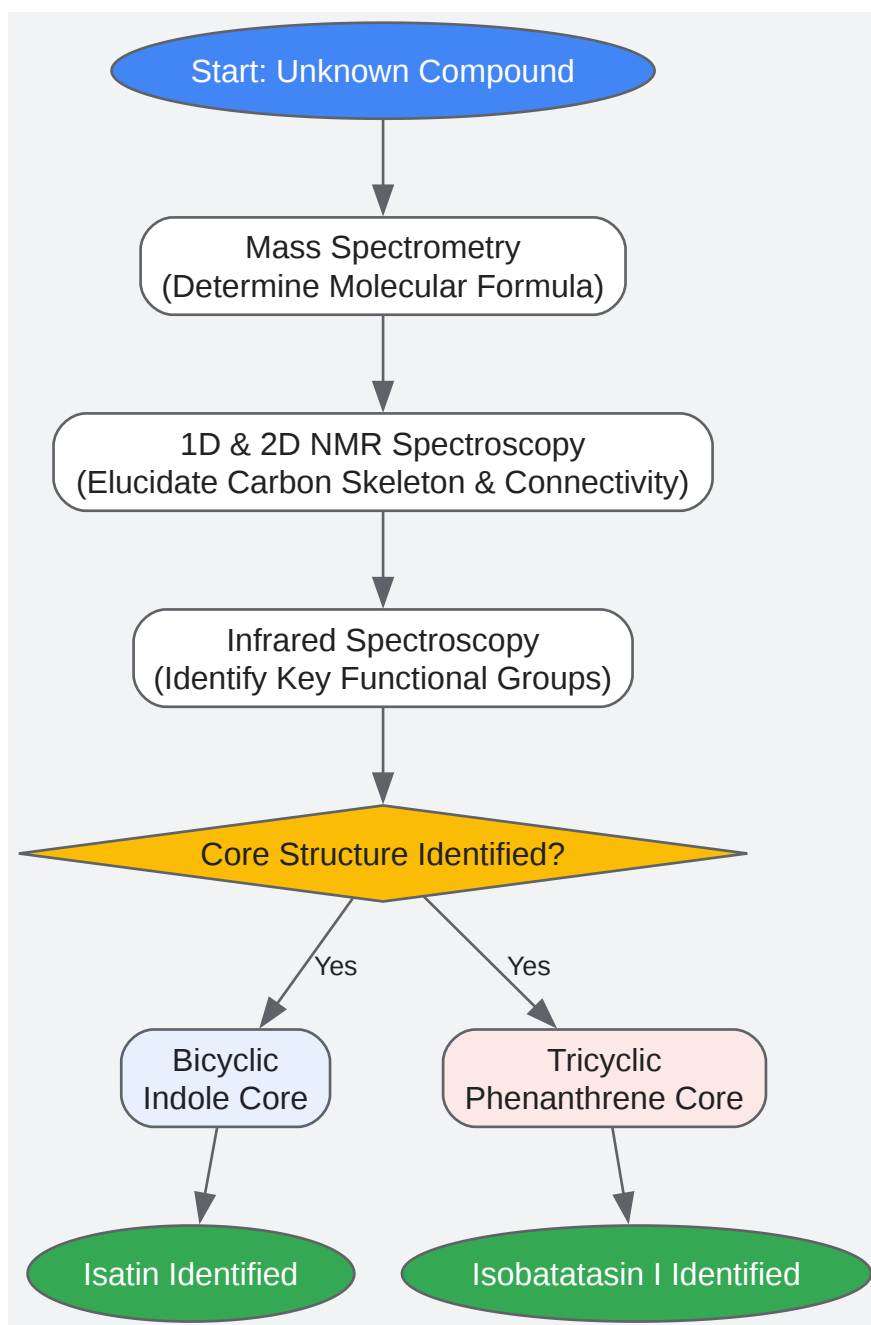 Start: Unknown Compound
Mass Spectrometry
(Determine Molecular Formula)
1D & 2D NMR Spectroscopy
(Elucidate Carbon Skeleton & Connectivity)
Infrared Spectroscopy
(Identify Key Functional Groups)
Core Structure Identified?
Yes
Yes
Bicyclic
Indole Core
Tricyclic
Phenanthrene Core
Isatin Identified
Isobatatasin I Identified